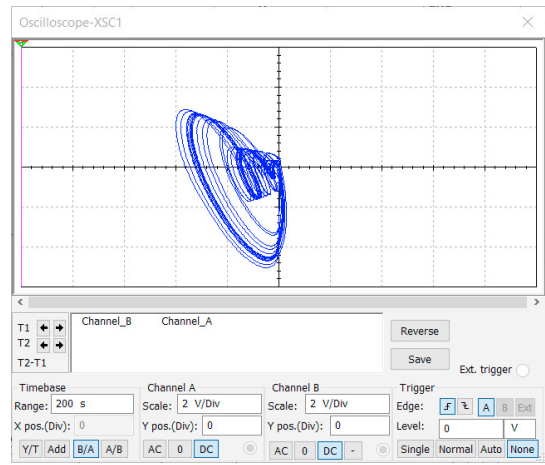 Oscilloscope-XSC1
T1
T2
T2-T1
Channel_B Channel_A
Reverse
Save
Ext. trigger
Timebase
Range: 200 s
X pos.(Div): 0
Y/T Add B/A A/B
Channel A
Scale: 2 V/Div
Y pos.(Div): 0
AC 0 DC
Channel B
Scale: 2 V/Div
Y pos.(Div): 0
AC 0 DC -
Trigger
Edge: A B Ext
Level: 0 V
Single Normal Auto None